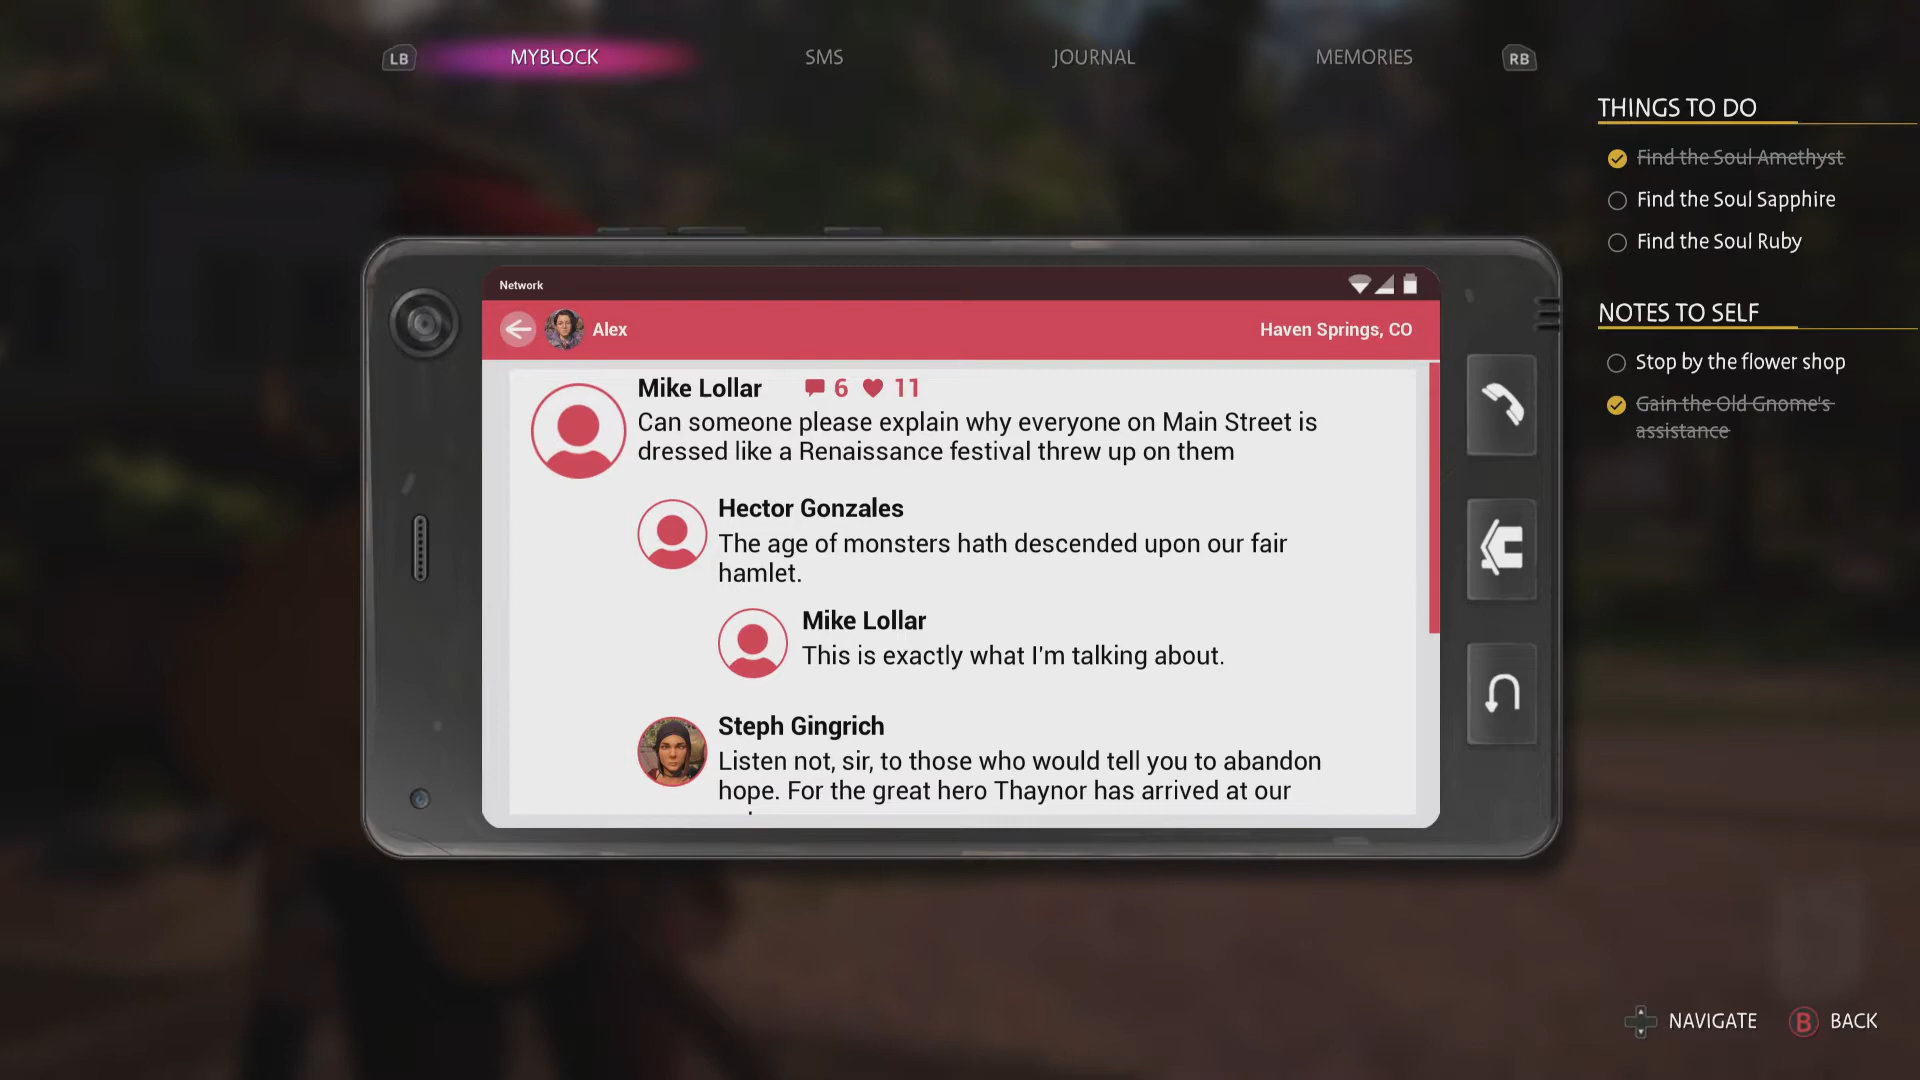 LB
MYBLOCK
SMS
JOURNAL
MEMORIES
RB
THINGS TO DO
Find the Soul Amethyst
Find the Soul Sapphire
Find the Soul Ruby
NOTES TO SELF
Stop by the flower shop
Gain the Old Gnome's
assistance
Network
Alex
Haven Springs, CO
Mike Lollar 6 11
Can someone please explain why everyone on Main Street is
dressed like a Renaissance festival threw up on them
Hector Gonzales
The age of monsters hath descended upon our fair
hamlet.
Mike Lollar
This is exactly what I'm talking about.
Steph Gingrich
Listen not, sir, to those who would tell you to abandon
hope. For the great hero Thaynor has arrived at our
NAVIGATE
B BACK